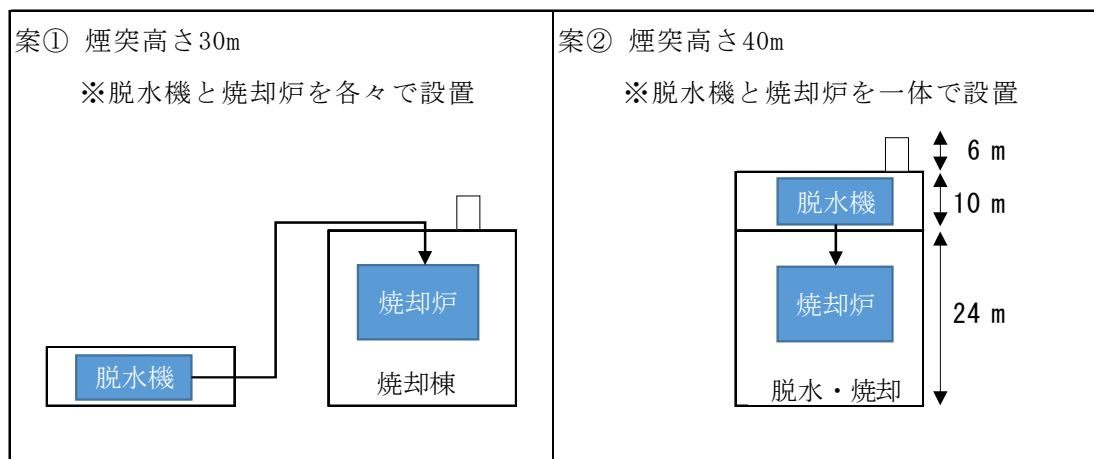 案① 煙突高さ30m
※脱水機と焼却炉を各々で設置
焼却炉
脱水機
焼却棟
案② 煙突高さ40m
※脱水機と焼却炉を一体で設置
6 m
脱水機
10 m
焼却炉
24 m
脱水・焼却